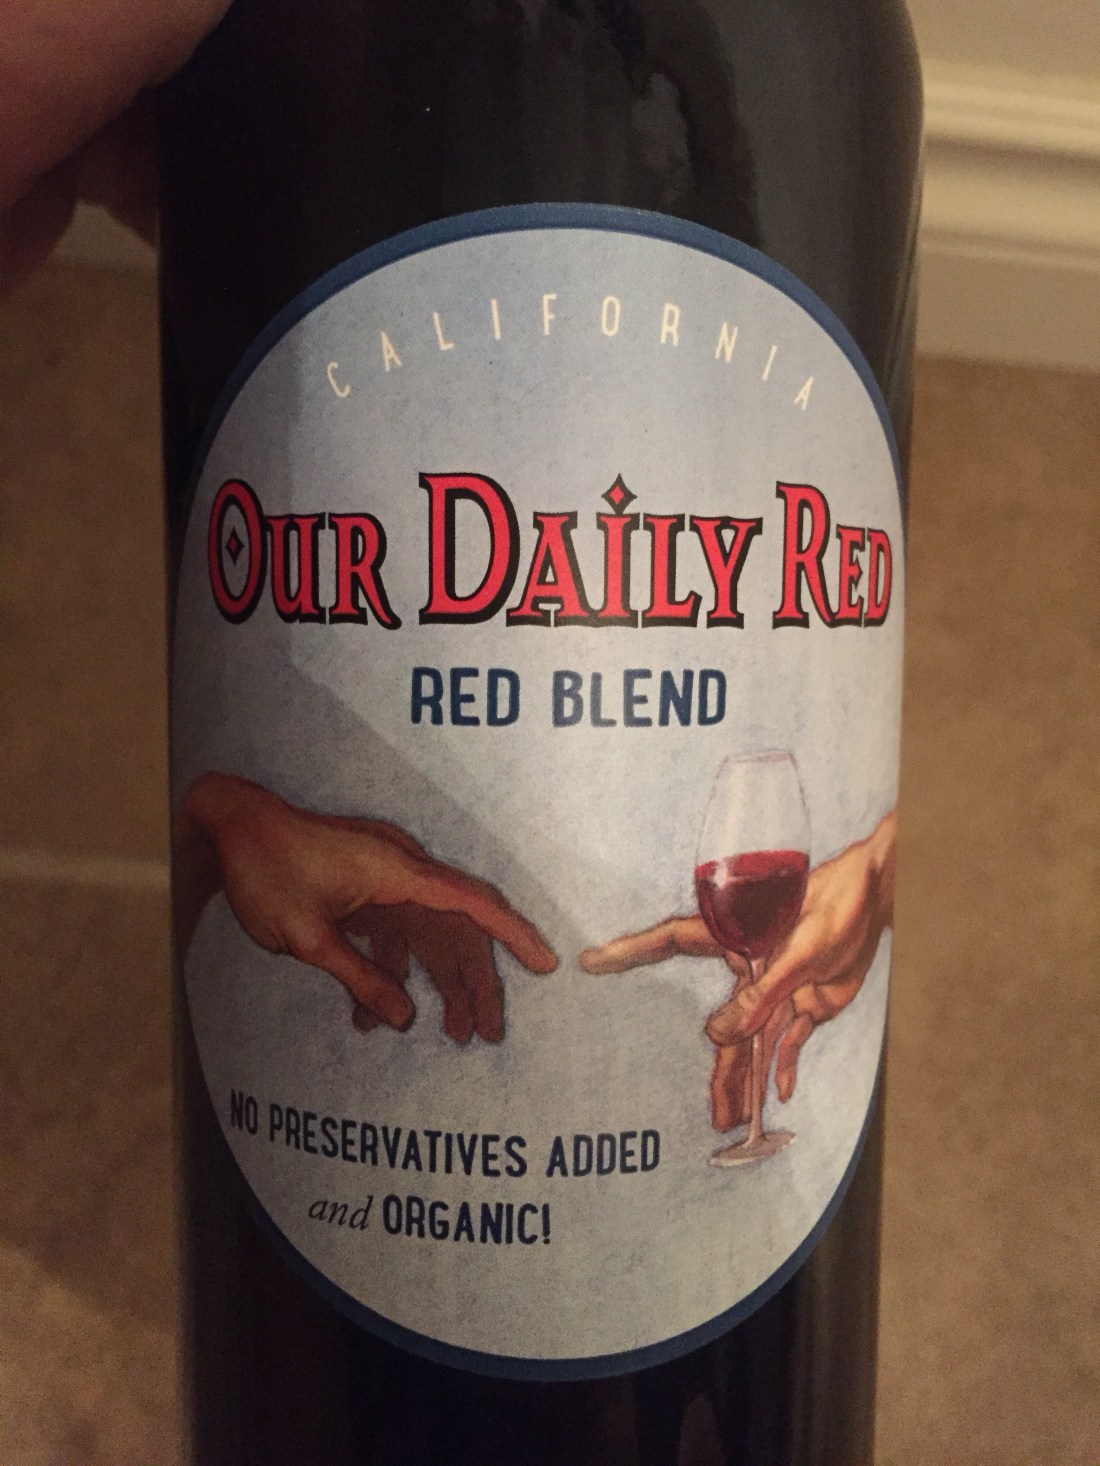 CALIFORNIA
OUR DAILY RED
RED BLEND
NO PRESERVATIVES ADDED
and ORGANIC!